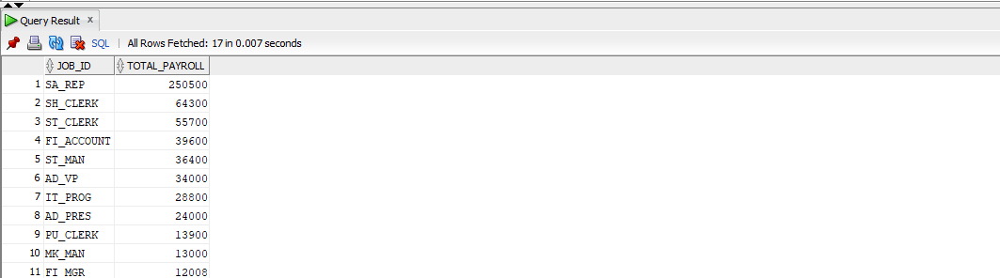 Query Result x
SQL | All Rows Fetched: 17 in 0.007 seconds
JOB_ID TOTAL_PAYROLL
1 SA_REP 250500
2 SH_CLERK 64300
3 ST_CLERK 55700
4 FI_ACCOUNT 39600
5 ST_MAN 36400
6 AD_VP 34000
7 IT_PROG 28800
8 AD_PRES 24000
9 PU_CLERK 13900
10 MK_MAN 13000
11 FI_MGR 12008